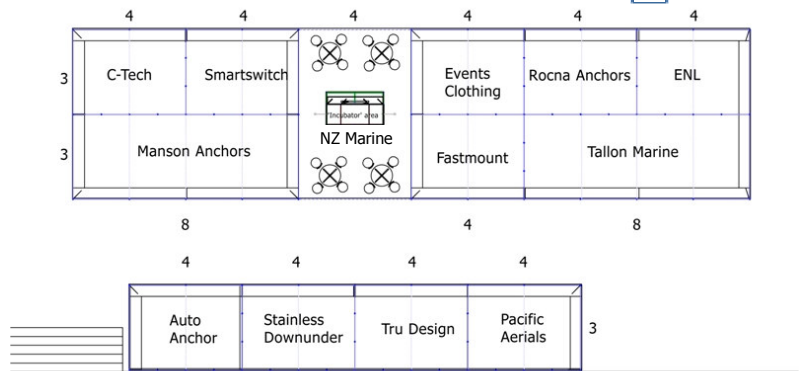 4 4 4 4 4 4
3 C-Tech Smartswitch Events Clothing Rocna Anchors ENL
'Incubator' area
NZ Marine
3 Manson Anchors Fastmount Tallon Marine
8 4 8
4 4 4 4
Auto Anchor Stainless Downunder Tru Design Pacific Aerials 3